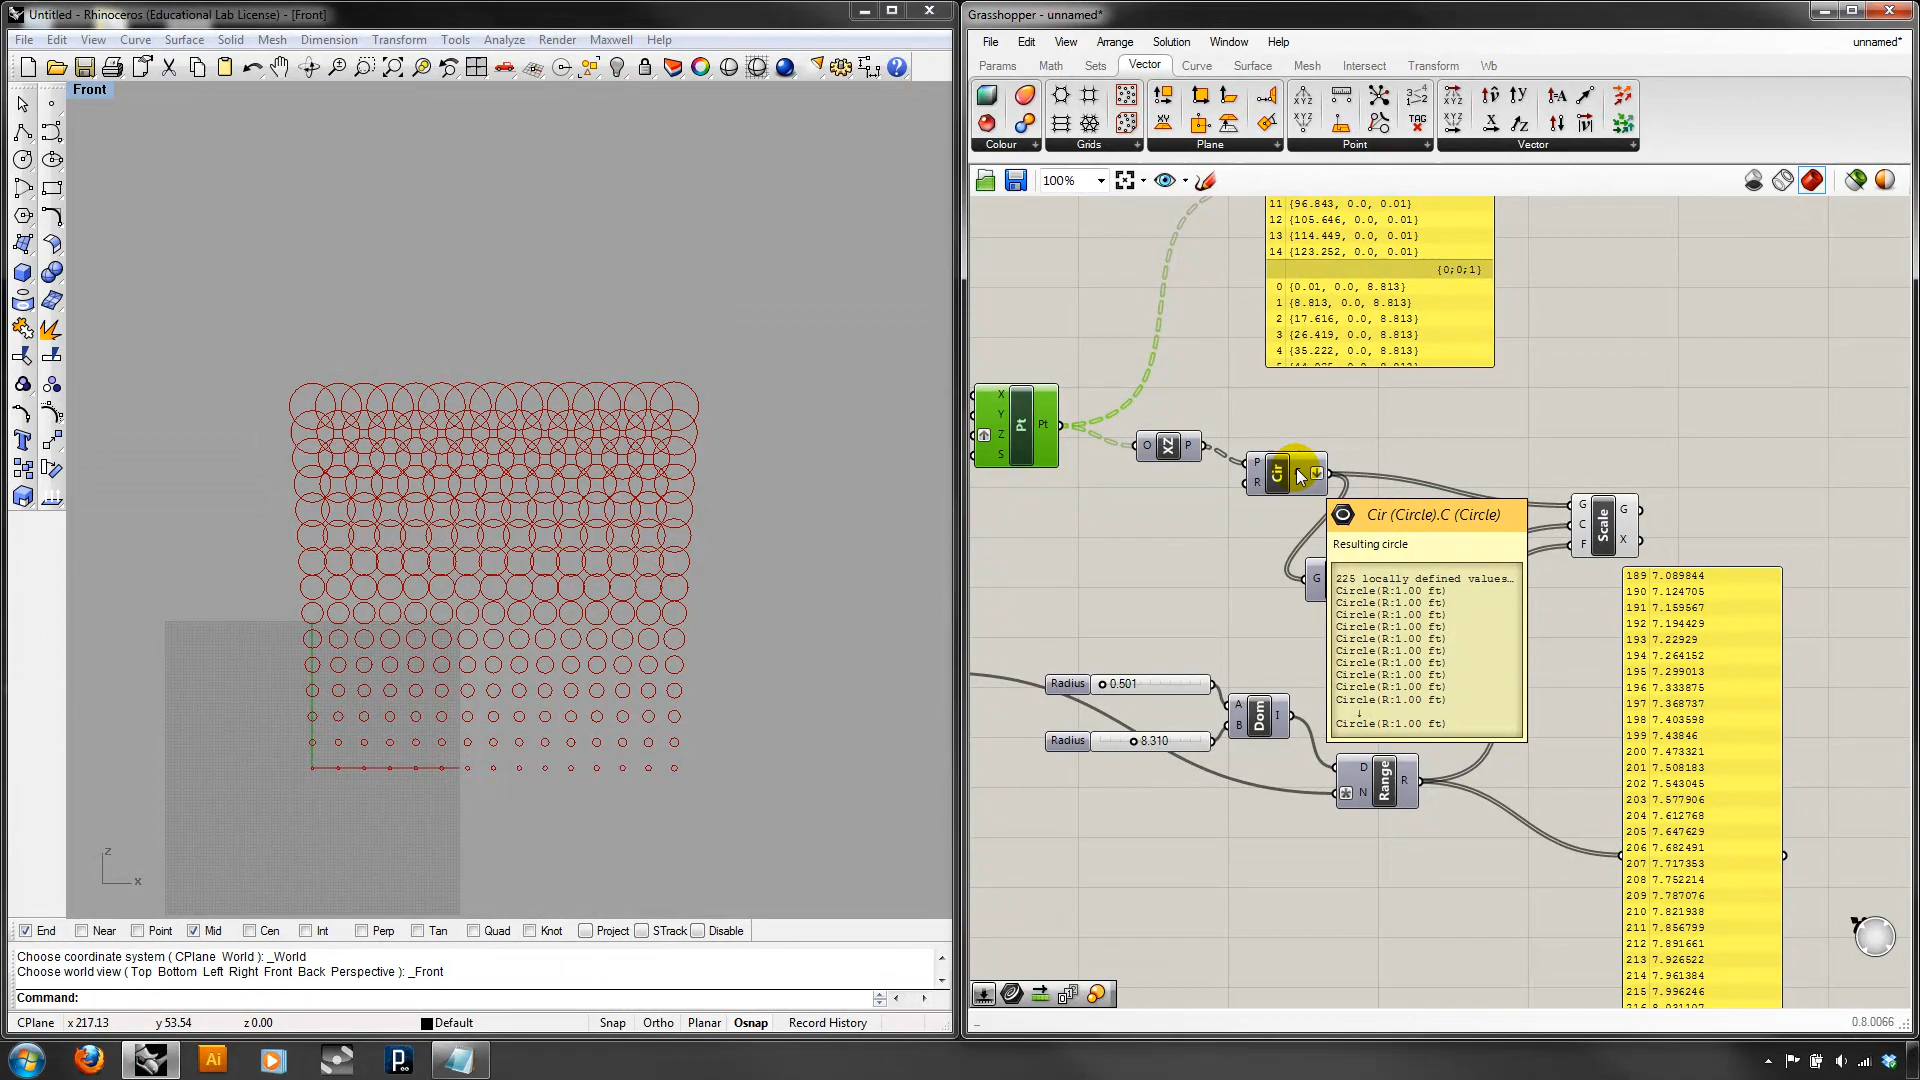 Untitled - Rhinoceros (Educational Lab License) - [Front]
File Edit View Curve Surface Solid Mesh Dimension Transform Tools Analyze Render Maxwell Help
Front
z
x
End Near Point Mid Cen Int Perp Tan Quad Knot Project STrack Disable
Choose coordinate system ( CPlane World ): _World
Choose world view ( Top Bottom Left Right Front Back Perspective ): _Front
Command:
CPlane x 217.13 y 53.54 z 0.00 Default Snap Ortho Planar Osnap Record History
Grasshopper - unnamed*
File Edit View Arrange Solution Window Help unnamed*
Params Math Sets Vector Curve Surface Mesh Intersect Transform Wb
Colour Grids Plane Point Vector
100%
11 {96.843, 0.0, 0.01}
12 {105.646, 0.0, 0.01}
13 {114.449, 0.0, 0.01}
14 {123.252, 0.0, 0.01}
{0;0;1}
0 {0.01, 0.0, 8.813}
1 {8.813, 0.0, 8.813}
2 {17.616, 0.0, 8.813}
3 {26.419, 0.0, 8.813}
4 {35.222, 0.0, 8.813}
X Y Z S Pt Pt
O XZ P
P R Cir
G C F Scale G X
G
Cir (Circle).C (Circle)
Resulting circle
225 locally defined values...
Circle(R:1.00 ft)
Circle(R:1.00 ft)
Circle(R:1.00 ft)
Circle(R:1.00 ft)
Circle(R:1.00 ft)
Circle(R:1.00 ft)
Circle(R:1.00 ft)
Circle(R:1.00 ft)
Circle(R:1.00 ft)
Circle(R:1.00 ft)
↓
Circle(R:1.00 ft)
Radius 0.501
Radius 8.310
A B Dom I
D N Range R
189 7.089844
190 7.124705
191 7.159567
192 7.194429
193 7.22929
194 7.264152
195 7.299013
196 7.333875
197 7.368737
198 7.403598
199 7.43846
200 7.473321
201 7.508183
202 7.543045
203 7.577906
204 7.612768
205 7.647629
206 7.682491
207 7.717353
208 7.752214
209 7.787076
210 7.821938
211 7.856799
212 7.891661
213 7.926522
214 7.961384
215 7.996246
216 8.031107
0.8.0066
Ai
P